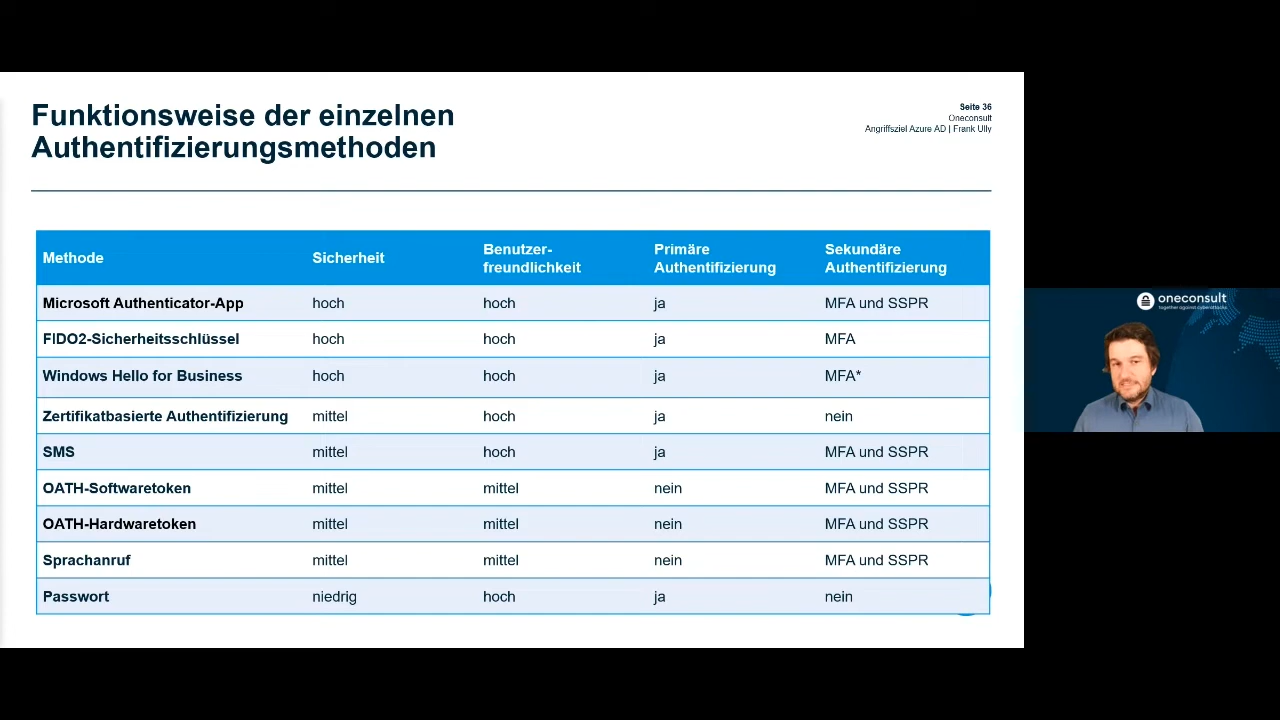 Funktionsweise der einzelnen
Authentifizierungsmethoden
Seite 36
Oneconsult
Angriffsziel Azure AD | Frank Ully
Methode Sicherheit Benutzer-
freundlichkeit Primäre
Authentifizierung Sekundäre
Authentifizierung
Microsoft Authenticator-App hoch hoch ja MFA und SSPR
FIDO2-Sicherheitsschlüssel hoch hoch ja MFA
Windows Hello for Business hoch hoch ja MFA*
Zertifikatbasierte Authentifizierung mittel hoch ja nein
SMS mittel hoch ja MFA und SSPR
OATH-Softwaretoken mittel mittel nein MFA und SSPR
OATH-Hardwaretoken mittel mittel nein MFA und SSPR
Sprachanruf mittel mittel nein MFA und SSPR
Passwort niedrig hoch ja nein
oneconsult
together against cyberattacks